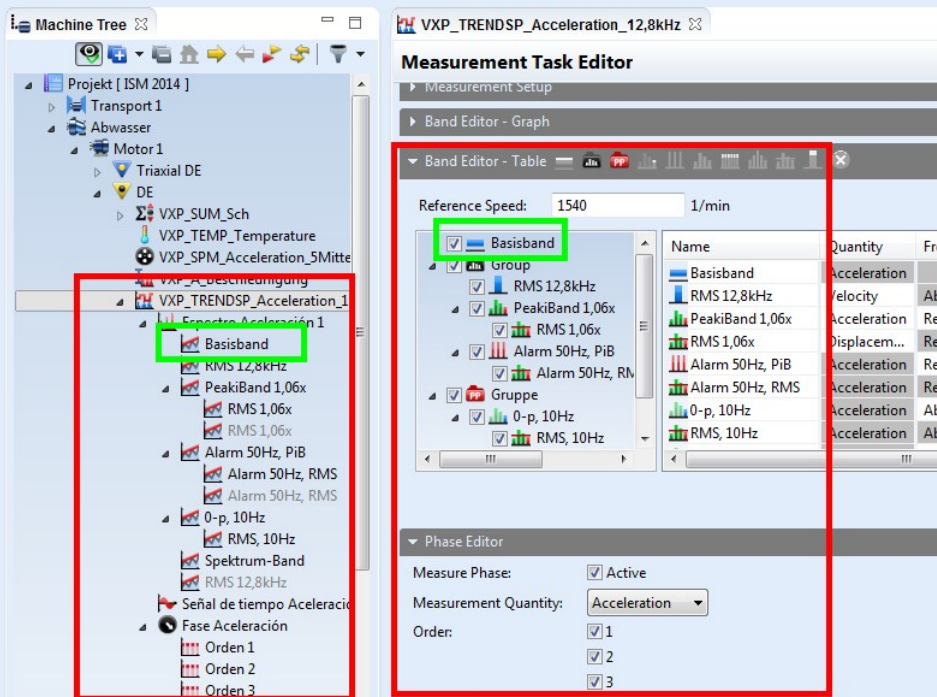 Machine Tree
Projekt [ ISM 2014 ]
Transport 1
Abwasser
Motor 1
Triaxial DE
DE
VXP_SUM_Sch
VXP_TEMP_Temperature
VXP_SPM_Acceleration_5Mitte
VXP_A_Beschleunigung
VXP_TRENDSP_Acceleration_1
Espectro Aceleración 1
Basisband
RMS 12,8kHz
PeakiBand 1,06x
RMS 1,06x
RMS 1,06x
Alarm 50Hz, PiB
Alarm 50Hz, RMS
Alarm 50Hz, RMS
0-p, 10Hz
RMS, 10Hz
Spektrum-Band
RMS 12,8kHz
Señal de tiempo Aceleració
Fase Aceleración
Orden 1
Orden 2
Orden 3
VXP_TRENDSP_Acceleration_12,8kHz
Measurement Task Editor
Measurement Setup
Band Editor - Graph
Band Editor - Table
Reference Speed: 1540 1/min
Basisband
Group
RMS 12,8kHz
PeakiBand 1,06x
RMS 1,06x
Alarm 50Hz, PiB
Alarm 50Hz, RM
Gruppe
0-p, 10Hz
RMS, 10Hz
Name Quantity Fr
Basisband Acceleration
RMS 12,8kHz Velocity Ab
PeakiBand 1,06x Acceleration Re
RMS 1,06x Displacem... Re
Alarm 50Hz, PiB Acceleration Re
Alarm 50Hz, RMS Acceleration Re
0-p, 10Hz Acceleration Ab
RMS, 10Hz Acceleration Ab
Phase Editor
Measure Phase: Active
Measurement Quantity: Acceleration
Order: 1
2
3